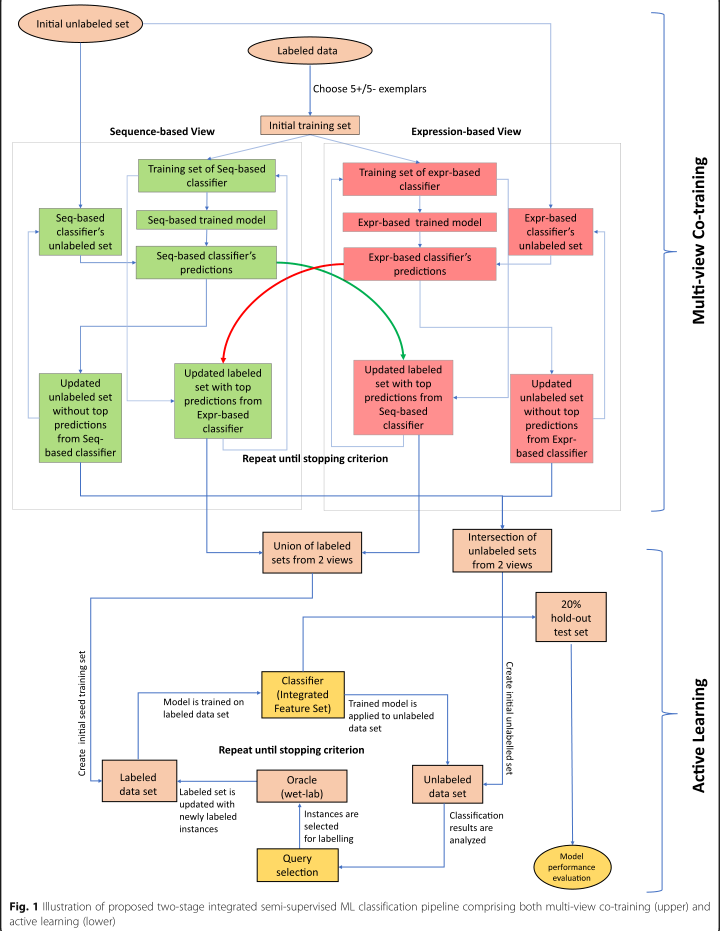 Initial unlabeled set
Labeled data
Choose 5+/5- exemplars
Initial training set
Sequence-based View
Expression-based View
Training set of Seq-based
classifier
Training set of expr-based
classifier
Seq-based
classifier's
unlabeled set
Seq-based trained model
Expr-based trained model
Expr-based
classifier's
unlabeled set
Seq-based classifier's
predictions
Expr-based classifier's
predictions
Multi-view Co-training
Updated
unlabeled set
without top
predictions
from Seq-
based classifier
Updated labeled
set with top
predictions from
Expr-based
classifier
Updated labeled
set with top
predictions from
Seq-based
classifier
Updated
unlabeled set
without top
predictions
from Expr-
based classifier
Repeat until stopping criterion
Union of labeled
sets from 2 views
Intersection of
unlabeled sets
from 2 views
20%
hold-out
test set
Create initial seed training set
Classifier
(Integrated
Feature Set)
Model is trained on
labeled data set
Trained model is
applied to unlabeled
data set
Create initial unlabelled set
Active Learning
Repeat until stopping criterion
Labeled
data set
Labeled set is
updated with
newly labeled
instances
Oracle
(wet-lab)
Unlabeled
data set
Instances are
selected
for labelling
Classification
results are
analyzed
Query
selection
Model
performance
evaluation
Fig. 1 Illustration of proposed two-stage integrated semi-supervised ML classification pipeline comprising both multi-view co-training (upper) and
active learning (lower)